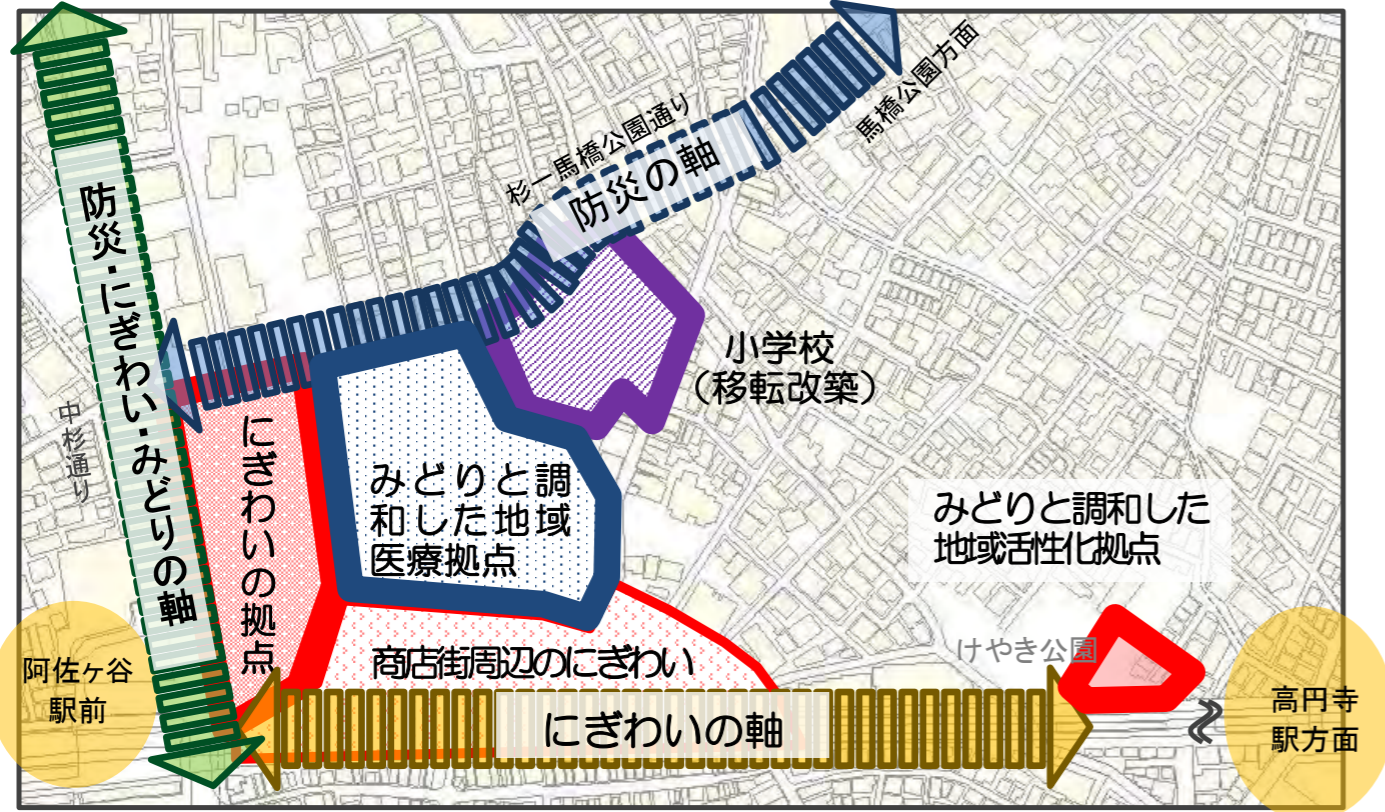 馬橋公園方面
杉一馬橋公園通り
防災の軸
防災・にぎわい・みどりの軸
小学校
（移転改築）
中杉通り
にぎわいの拠点
みどりと調
和した地域
医療拠点
みどりと調和した
地域活性化拠点
けやき公園
商店街周辺のにぎわい
阿佐ヶ谷
駅前
にぎわいの軸
高円寺
駅方面